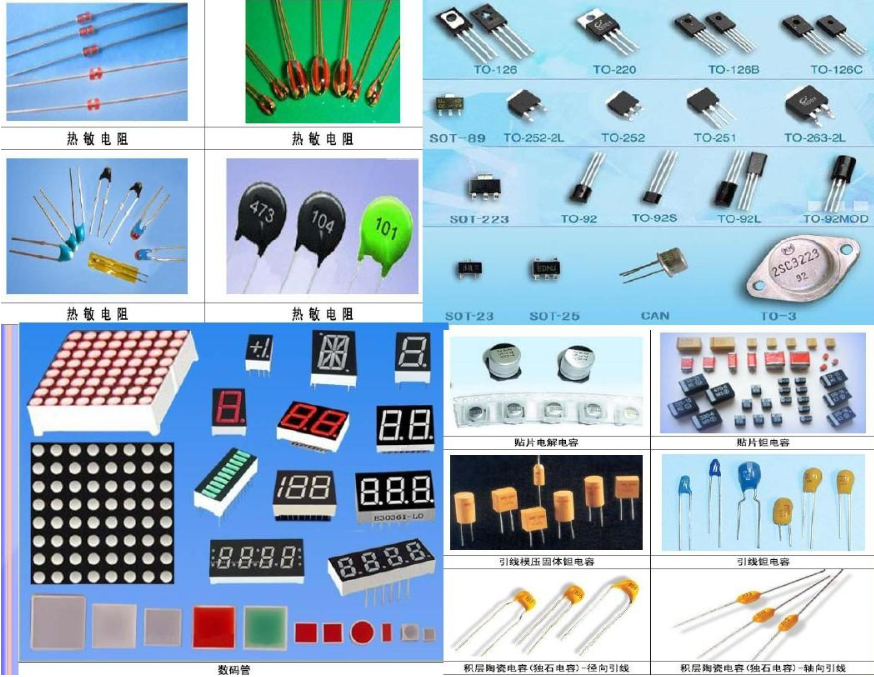 热敏电阻
热敏电阻
473
104
101
热敏电阻
热敏电阻
TO-126
TO-220
TO-126B
TO-126C
SOT-89
TO-252-2L
TO-252
TO-251
TO-263-2L
SOT-223
TO-92
TO-92S
TO-92L
TO-92MOD
2SC3223
92
SOT-23
SOT-25
CAN
TO-3
数码管
贴片电解电容
贴片钽电容
引线模压固体钽电容
引线钽电容
积层陶瓷电容(独石电容)-径向引线
积层陶瓷电容(独石电容)-轴向引线